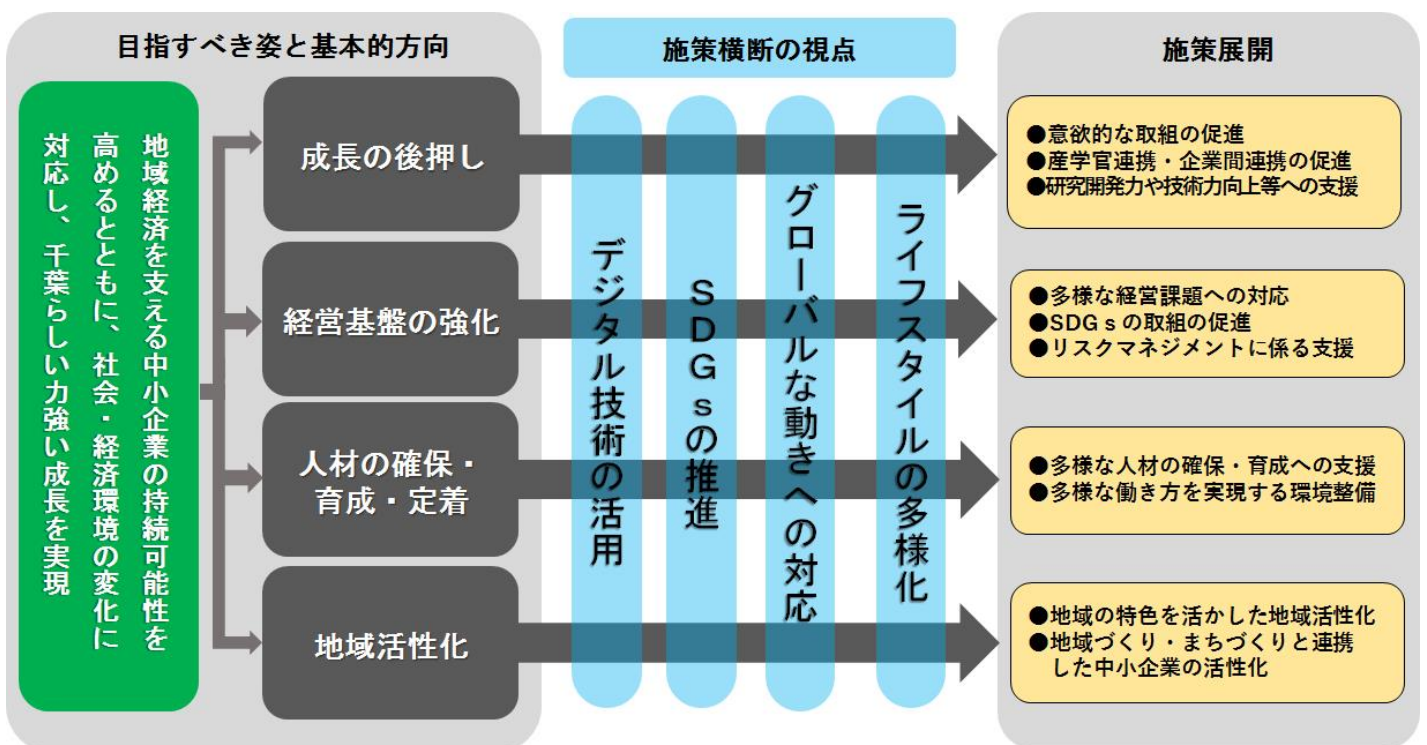 目指すべき姿と基本的方向
地域経済を支える中小企業の持続可能性を
高めるとともに、社会・経済環境の変化に
対応し、千葉らしい力強い成長を実現
成長の後押し
経営基盤の強化
人材の確保・
育成・定着
地域活性化
施策横断の視点
デジタル技術の活用
SDGsの推進
グローバルな動きへの対応
ライフスタイルの多様化
施策展開
●意欲的な取組の促進
●産学官連携・企業間連携の促進
●研究開発力や技術力向上等への支援
●多様な経営課題への対応
●SDGsの取組の促進
●リスクマネジメントに係る支援
●多様な人材の確保・育成への支援
●多様な働き方を実現する環境整備
●地域の特色を活かした地域活性化
●地域づくり・まちづくりと連携
した中小企業の活性化